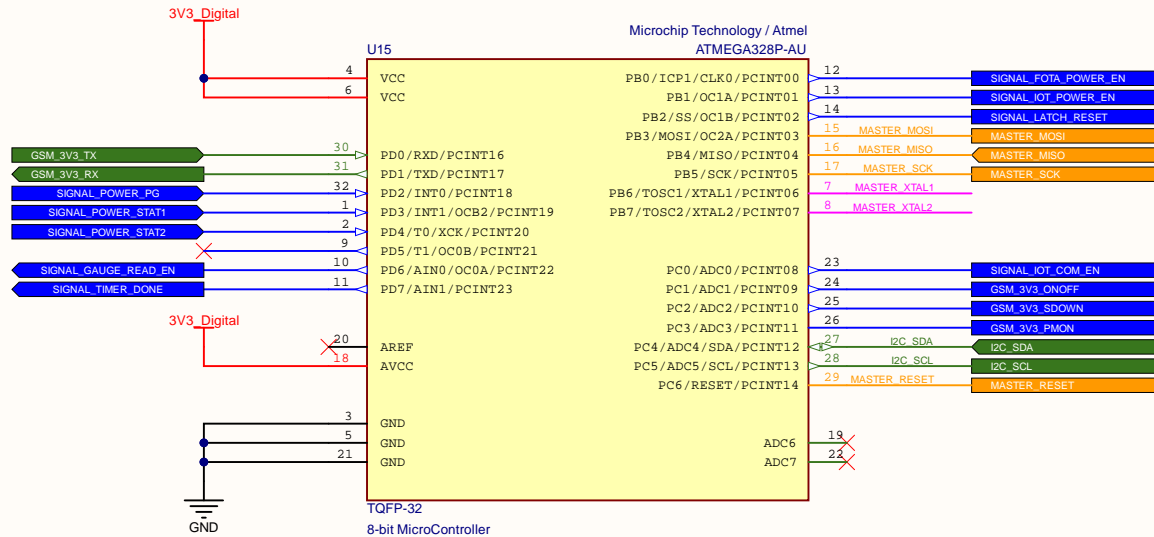 3V3_Digital
Microchip Technology / Atmel
U15
ATMEGA328P-AU
4 VCC
6 VCC
GSM_3V3_TX 30 PD0/RXD/PCINT16
GSM_3V3_RX 31 PD1/TXD/PCINT17
SIGNAL_POWER_PG 32 PD2/INT0/PCINT18
SIGNAL_POWER_STAT1 1 PD3/INT1/OCB2/PCINT19
SIGNAL_POWER_STAT2 2 PD4/T0/XCK/PCINT20
9 PD5/T1/OC0B/PCINT21
SIGNAL_GAUGE_READ_EN 10 PD6/AIN0/OC0A/PCINT22
SIGNAL_TIMER_DONE 11 PD7/AIN1/PCINT23
3V3_Digital
20 AREF
18 AVCC
3 GND
5 GND
21 GND
GND
PB0/ICP1/CLK0/PCINT00 12 SIGNAL_FOTA_POWER_EN
PB1/OC1A/PCINT01 13 SIGNAL_IOT_POWER_EN
PB2/SS/OC1B/PCINT02 14 SIGNAL_LATCH_RESET
PB3/MOSI/OC2A/PCINT03 15 MASTER_MOSI MASTER_MOSI
PB4/MISO/PCINT04 16 MASTER_MISO MASTER_MISO
PB5/SCK/PCINT05 17 MASTER_SCK MASTER_SCK
PB6/TOSC1/XTAL1/PCINT06 7 MASTER_XTAL1
PB7/TOSC2/XTAL2/PCINT07 8 MASTER_XTAL2
PC0/ADC0/PCINT08 23 SIGNAL_IOT_COM_EN
PC1/ADC1/PCINT09 24 GSM_3V3_ONOFF
PC2/ADC2/PCINT10 25 GSM_3V3_SDOWN
PC3/ADC3/PCINT11 26 GSM_3V3_PMON
PC4/ADC4/SDA/PCINT12 27 I2C_SDA I2C_SDA
PC5/ADC5/SCL/PCINT13 28 I2C_SCL I2C_SCL
PC6/RESET/PCINT14 29 MASTER_RESET MASTER_RESET
ADC6 19
ADC7 22
TQFP-32
8-bit MicroController